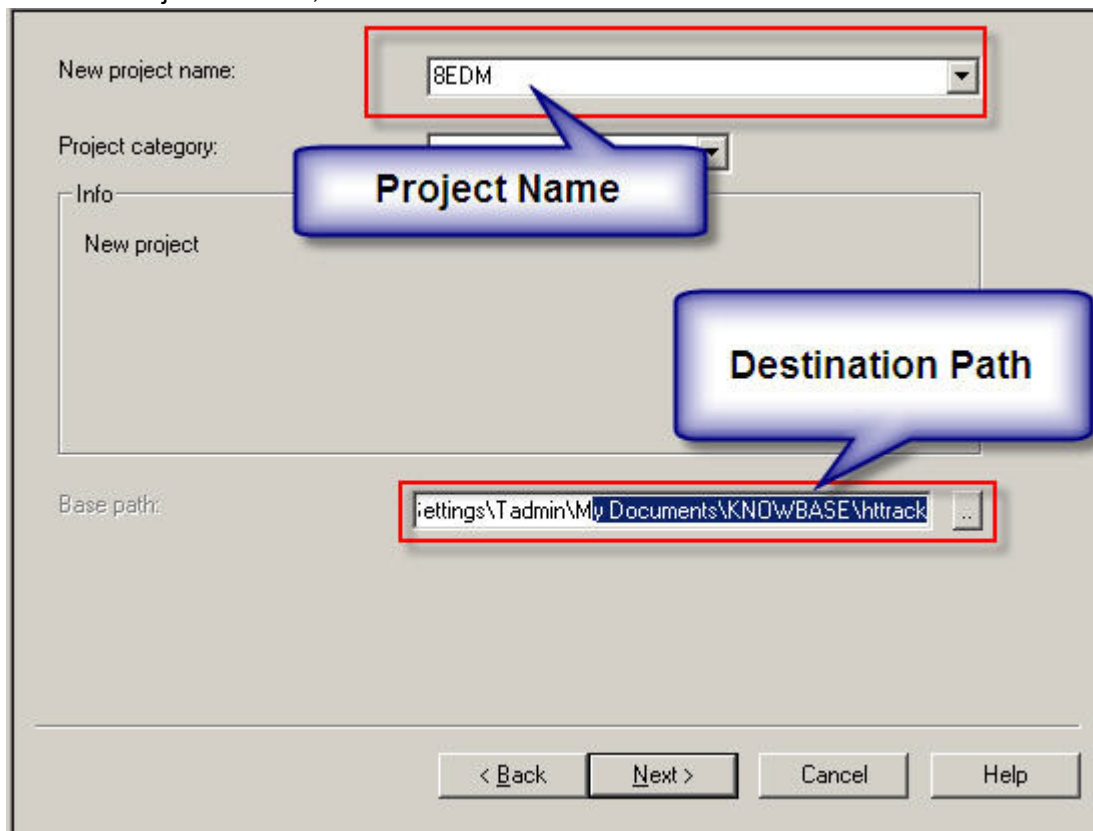 New project name:
8EDM
Project category:
Project Name
Info
New project
Destination Path
Base path:
ettings\Tadmin\My Documents\KNOWBASE\httrack
..
< Back
Next >
Cancel
Help